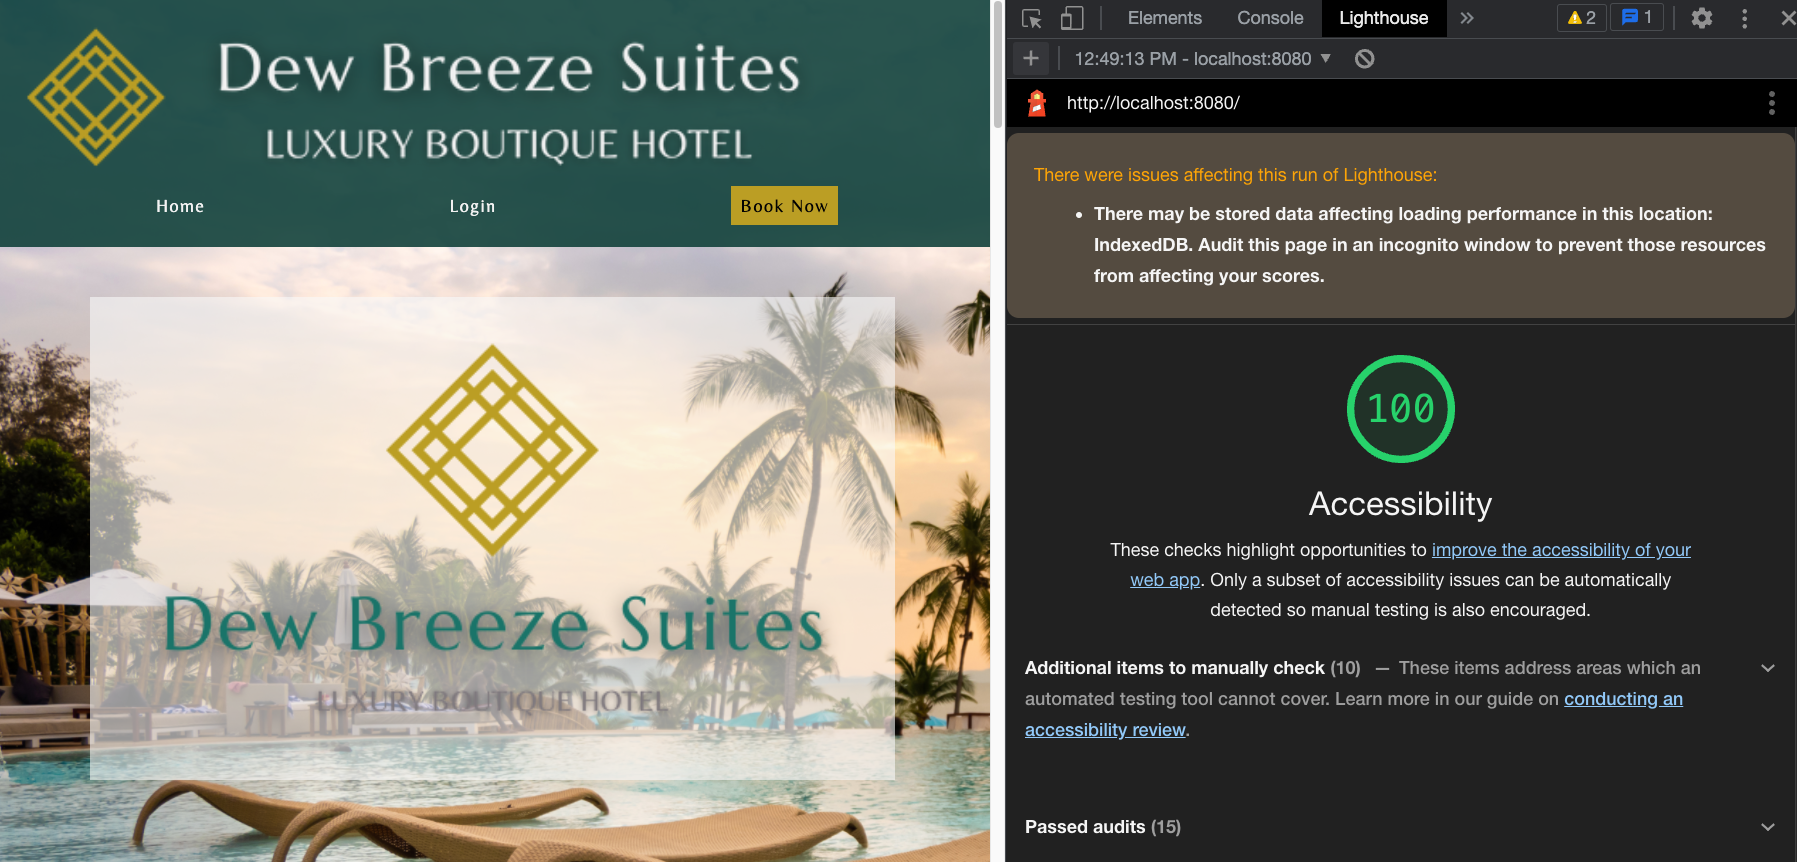 Dew Breeze Suites
LUXURY BOUTIQUE HOTEL
Home
Login
Book Now
Dew Breeze Suites
LUXURY BOUTIQUE HOTEL
Elements
Console
Lighthouse
2
1
12:49:13 PM - localhost:8080
http://localhost:8080/
There were issues affecting this run of Lighthouse:
• There may be stored data affecting loading performance in this location:
IndexedDB. Audit this page in an incognito window to prevent those resources
from affecting your scores.
100
Accessibility
These checks highlight opportunities to improve the accessibility of your
web app. Only a subset of accessibility issues can be automatically
detected so manual testing is also encouraged.
Additional items to manually check (10) — These items address areas which an
automated testing tool cannot cover. Learn more in our guide on conducting an
accessibility review.
Passed audits (15)